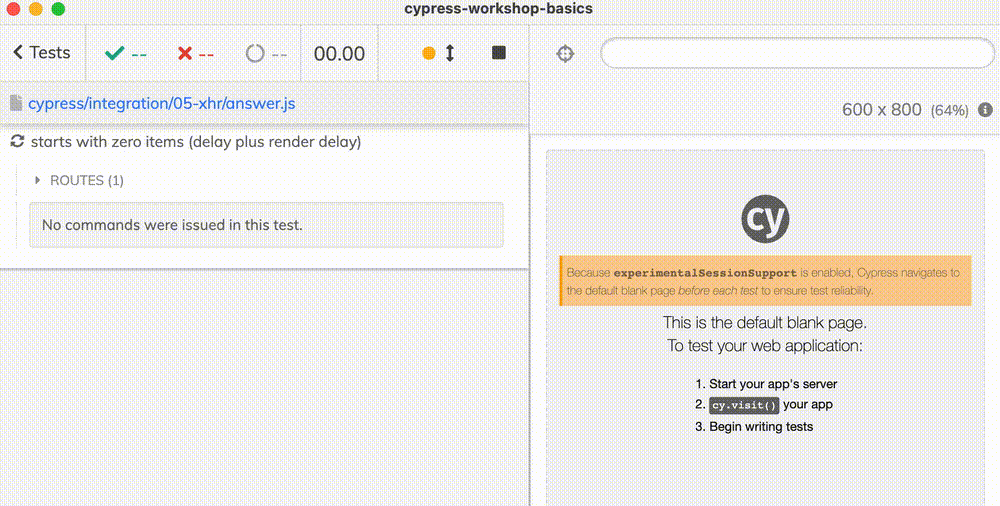 cypress-workshop-basics
Tests
--
--
--
00.00
cypress/integration/05-xhr/answer.js
600 x 800 (64%)
starts with zero items (delay plus render delay)
ROUTES (1)
No commands were issued in this test.
cy
Because experimentalSessionSupport is enabled, Cypress navigates to
the default blank page before each test to ensure test reliability.
This is the default blank page.
To test your web application:
1. Start your app's server
2. cy.visit() your app
3. Begin writing tests